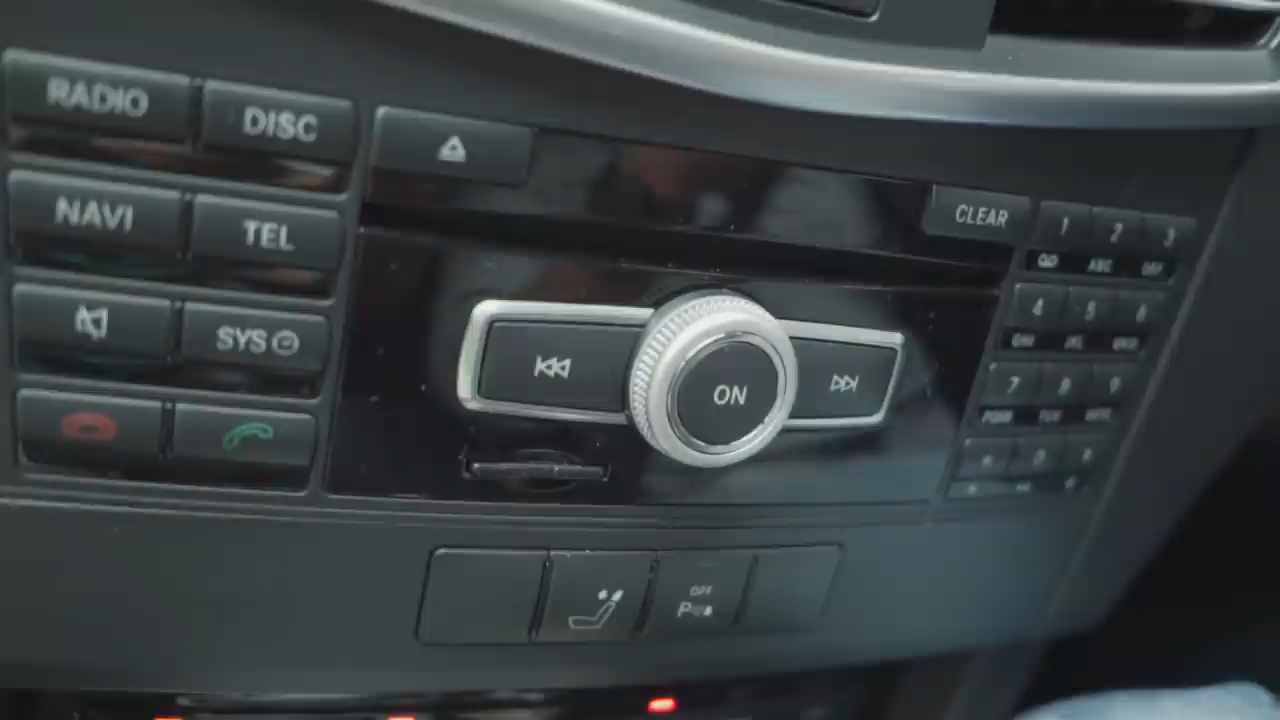 RADIO
DISC
NAVI
TEL
SYS
CLEAR
1 2 3
ABC DEF
4 5 6
7 8 9
0
ON
OFF
P